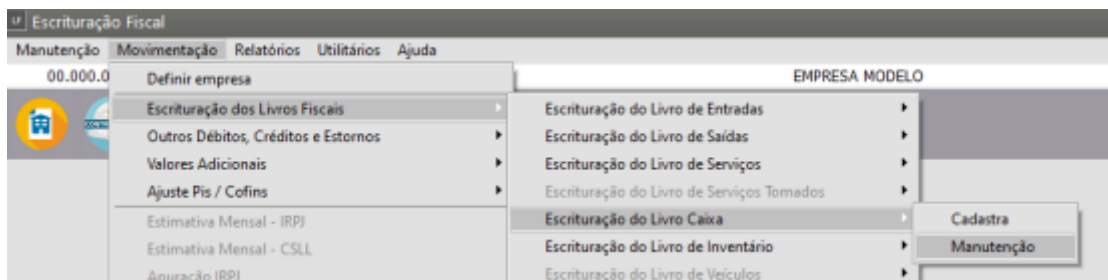 Escrituração Fiscal
Manutenção Movimentação Relatórios Utilitários Ajuda
00.000.0 EMPRESA MODELO
Definir empresa
Escrituração dos Livros Fiscais
Outros Débitos, Créditos e Estornos
Valores Adicionais
Ajuste Pis / Cofins
Estimativa Mensal - IRPJ
Estimativa Mensal - CSLL
Apuração IRPJ
Escrituração do Livro de Entradas
Escrituração do Livro de Saídas
Escrituração do Livro de Serviços
Escrituração do Livro de Serviços Tomados
Escrituração do Livro Caixa
Escrituração do Livro de Inventário
Escrituração do Livro de Veículos
Cadastra
Manutenção